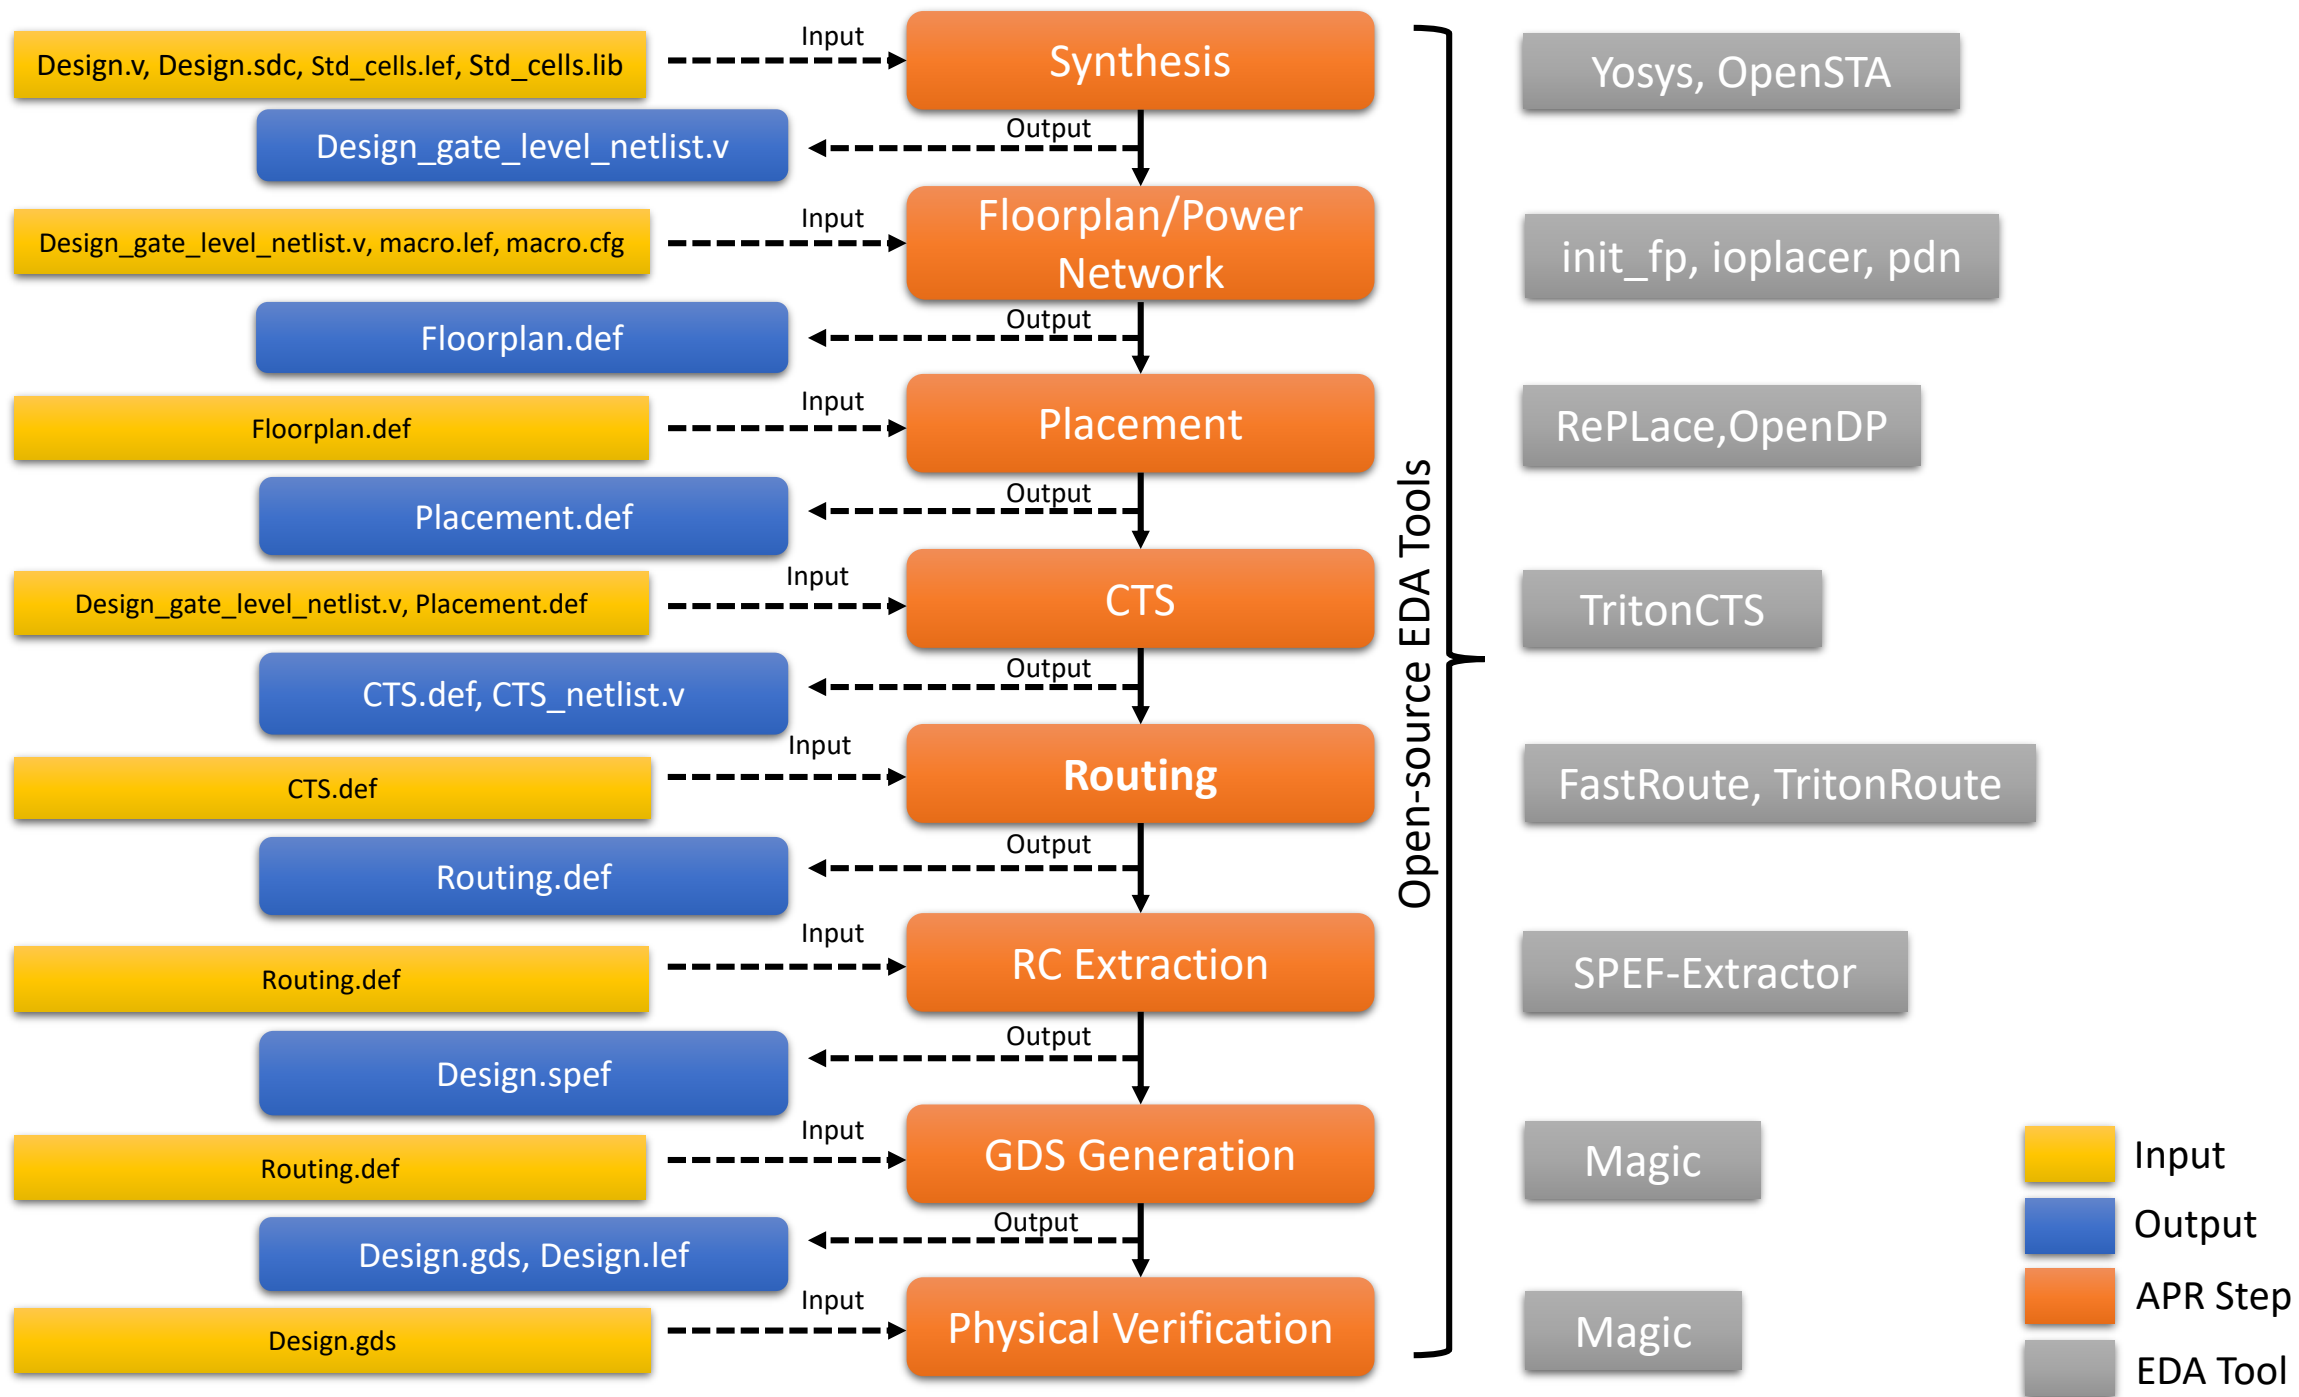 Input
Design.v, Design.sdc, Std_cells.lef, Std_cells.lib
Synthesis
Yosys, OpenSTA
Output
Design_gate_level_netlist.v
Input
Design_gate_level_netlist.v, macro.lef, macro.cfg
Floorplan/Power
Network
init_fp, ioplacer, pdn
Output
Floorplan.def
Input
Floorplan.def
Placement
RePLace,OpenDP
Output
Placement.def
Input
Design_gate_level_netlist.v, Placement.def
CTS
TritonCTS
Output
CTS.def, CTS_netlist.v
Input
CTS.def
Routing
FastRoute, TritonRoute
Output
Routing.def
Input
Routing.def
RC Extraction
SPEF-Extractor
Output
Design.spef
Input
Routing.def
GDS Generation
Magic
Output
Design.gds, Design.lef
Input
Design.gds
Physical Verification
Magic
Open-source EDA Tools
Input
Output
APR Step
EDA Tool